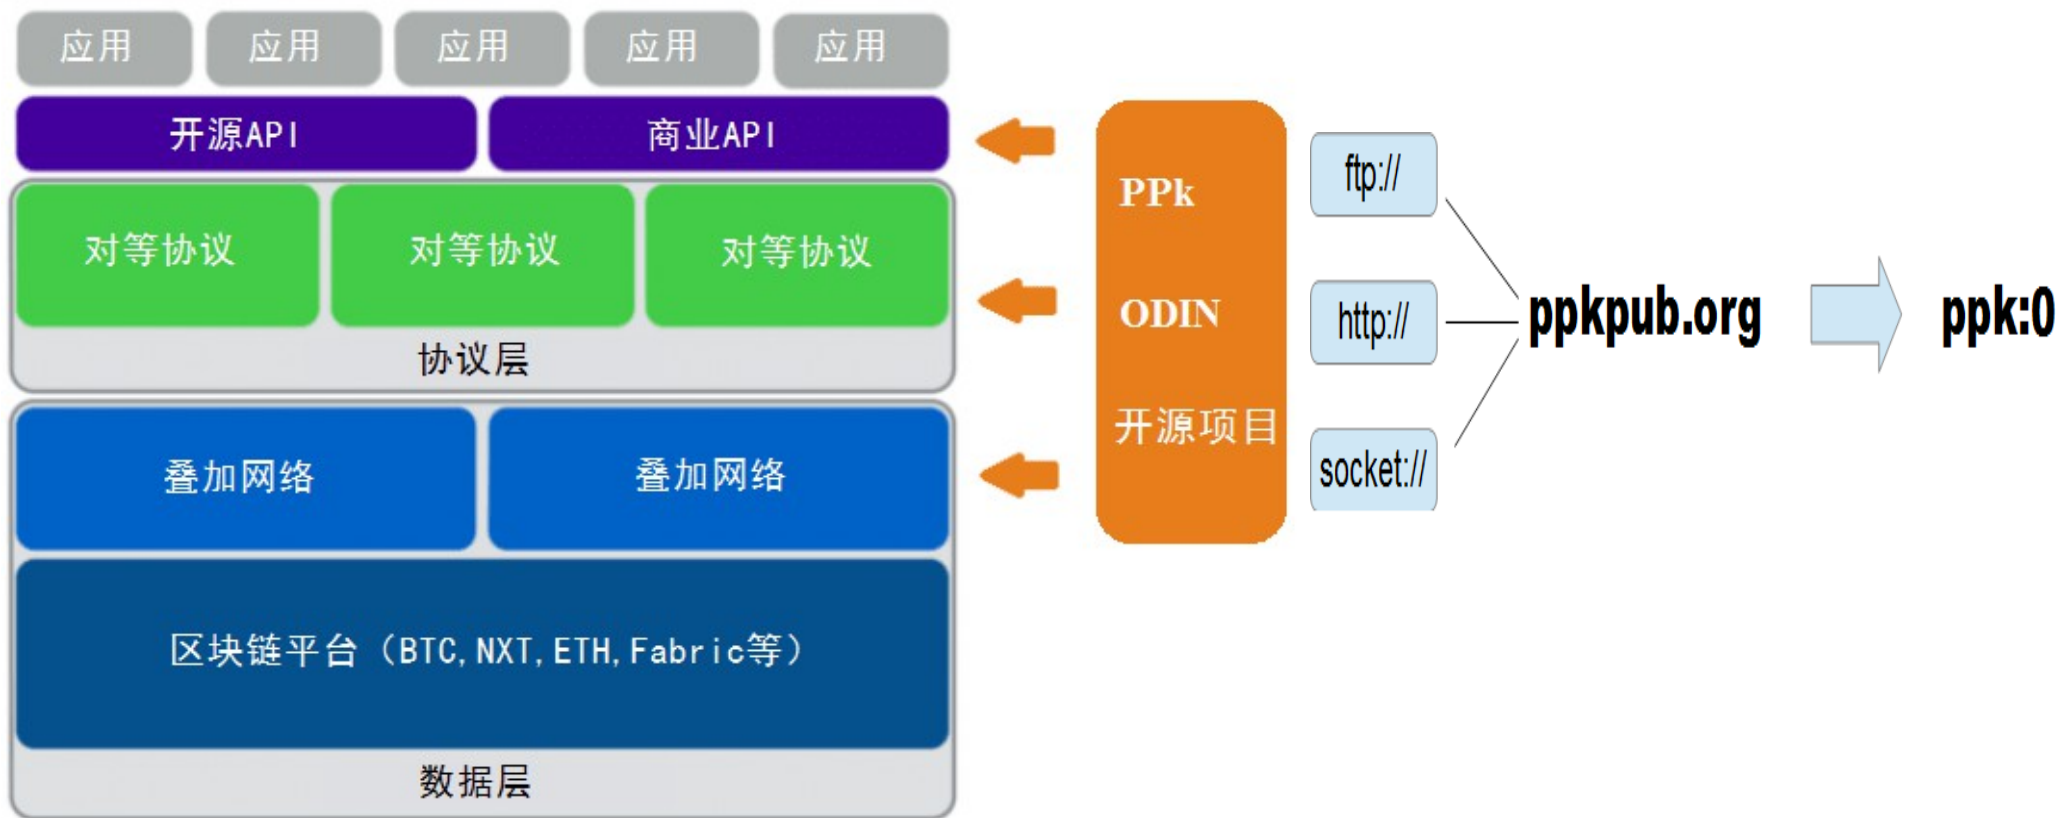 应用
应用
应用
应用
应用
开源API
商业API
对等协议
对等协议
对等协议
协议层
叠加网络
叠加网络
区块链平台（BTC,NXT,ETH,Fabric等）
数据层
PPk
ODIN
开源项目
ftp://
http://
socket://
ppkpub.org
ppk:0